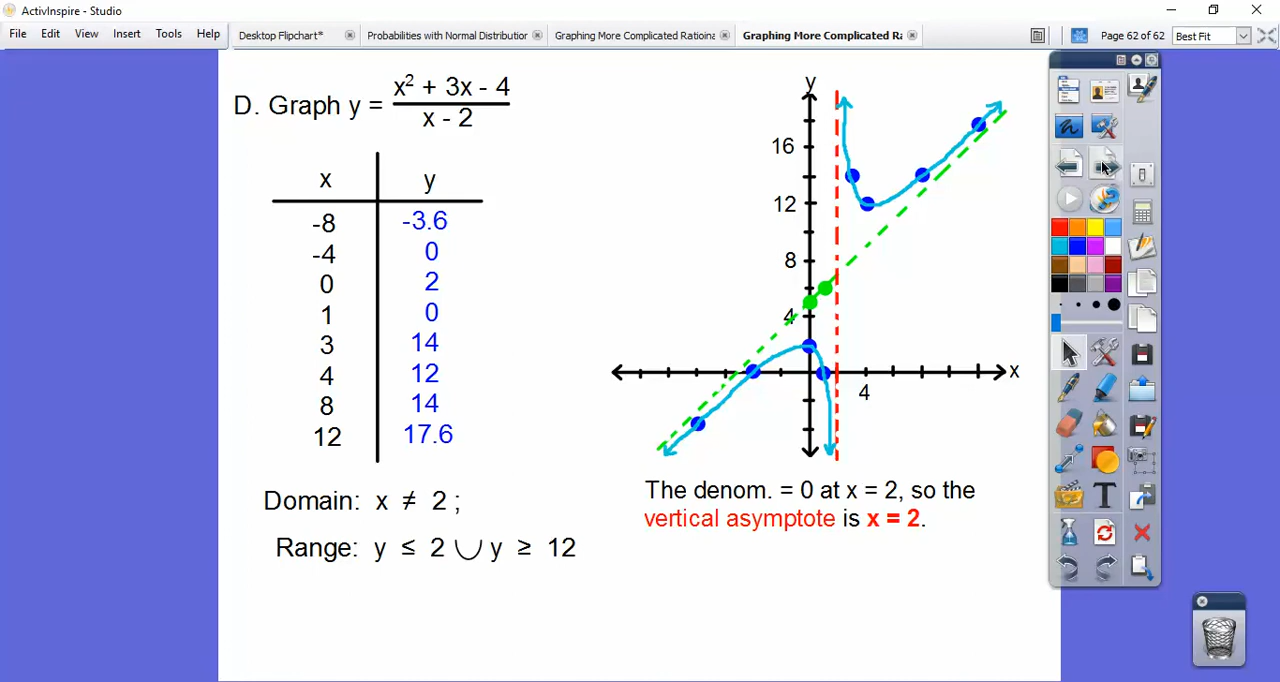 ActivInspire - Studio
File Edit View Insert Tools Help
Desktop Flipchart* Probabilities with Normal Distributior Graphing More Complicated Ratioina Graphing More Complicated Ra Page 62 of 62 Best Fit
D. Graph y = x² + 3x - 4
x - 2
x y
-8 -3.6
-4 0
0 2
1 0
3 14
4 12
8 14
12 17.6
Domain: x ≠ 2 ;
Range: y ≤ 2 ∪ y ≥ 12
y
16
12
8
4
x
4
The denom. = 0 at x = 2, so the
vertical asymptote is x = 2.
T